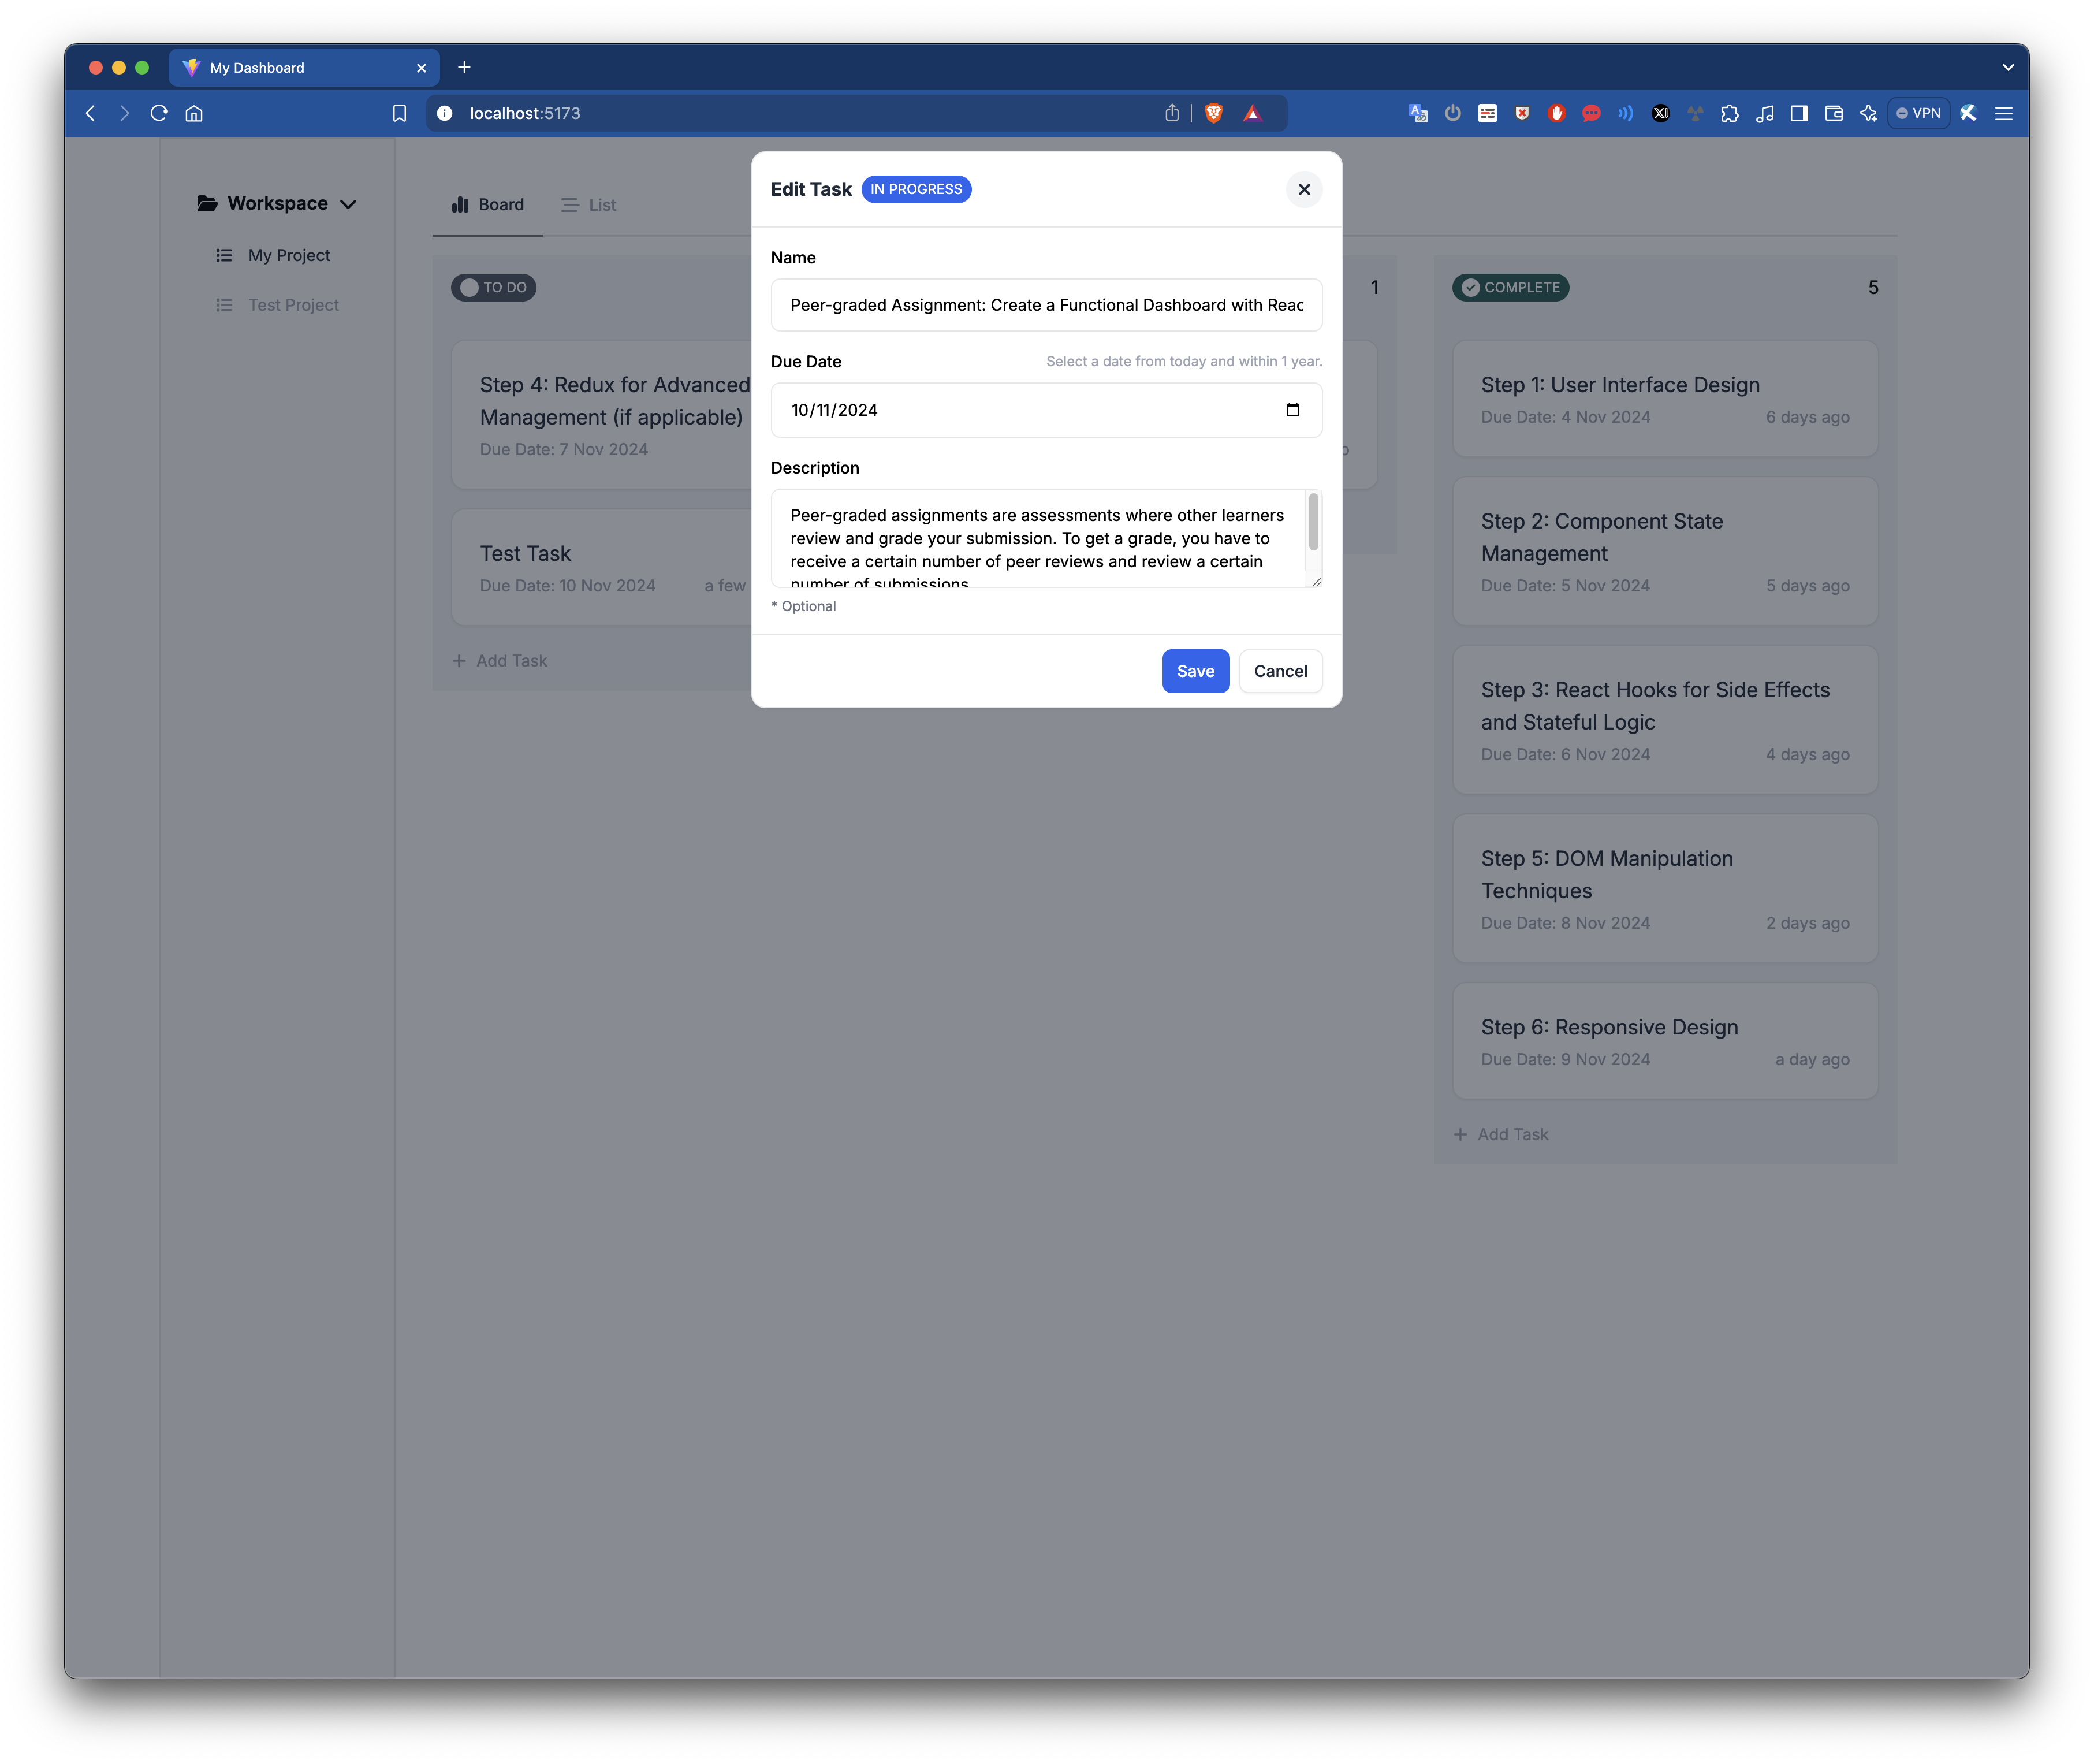 My Dashboard
localhost:5173
VPN
Workspace
My Project
Test Project
Board
List
TO DO
Step 4: Redux for Advanced
Management (if applicable)
Due Date: 7 Nov 2024
Test Task
Due Date: 10 Nov 2024
a few
Add Task
Edit Task
IN PROGRESS
Name
Peer-graded Assignment: Create a Functional Dashboard with Reac
Due Date
Select a date from today and within 1 year.
10/11/2024
Description
Peer-graded assignments are assessments where other learners
review and grade your submission. To get a grade, you have to
receive a certain number of peer reviews and review a certain
number of submissions
* Optional
Save
Cancel
1
COMPLETE
5
Step 1: User Interface Design
Due Date: 4 Nov 2024
6 days ago
Step 2: Component State
Management
Due Date: 5 Nov 2024
5 days ago
Step 3: React Hooks for Side Effects
and Stateful Logic
Due Date: 6 Nov 2024
4 days ago
Step 5: DOM Manipulation
Techniques
Due Date: 8 Nov 2024
2 days ago
Step 6: Responsive Design
Due Date: 9 Nov 2024
a day ago
Add Task